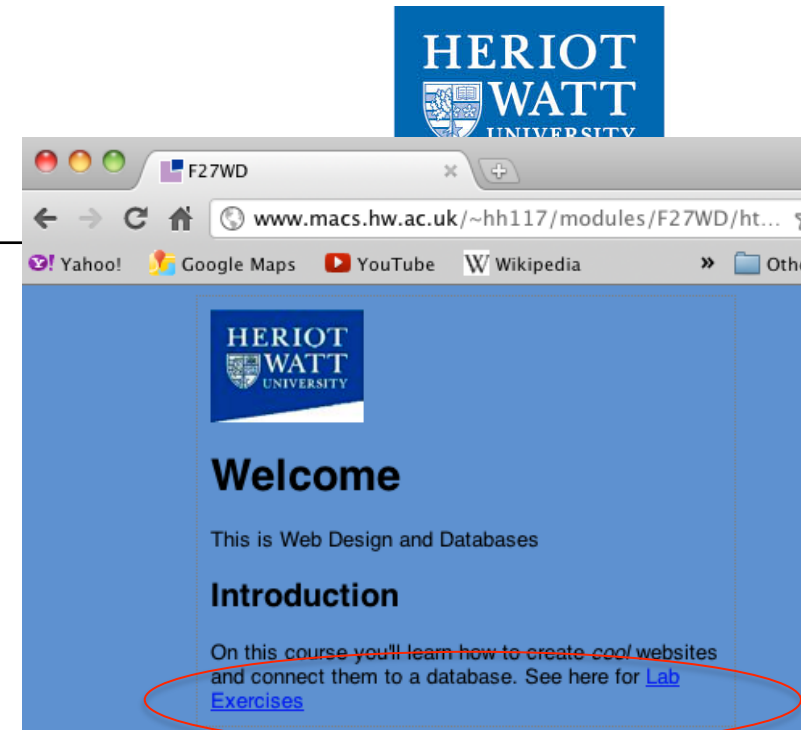 HERIOT
WATT
UNIVERSITY
F27WD
www.macs.hw.ac.uk/~hh117/modules/F27WD/ht...
Yahoo! Google Maps YouTube W Wikipedia » Othe
HERIOT
WATT
UNIVERSITY
Welcome
This is Web Design and Databases
Introduction
On this course you'll learn how to create cool websites
and connect them to a database. See here for Lab
Exercises